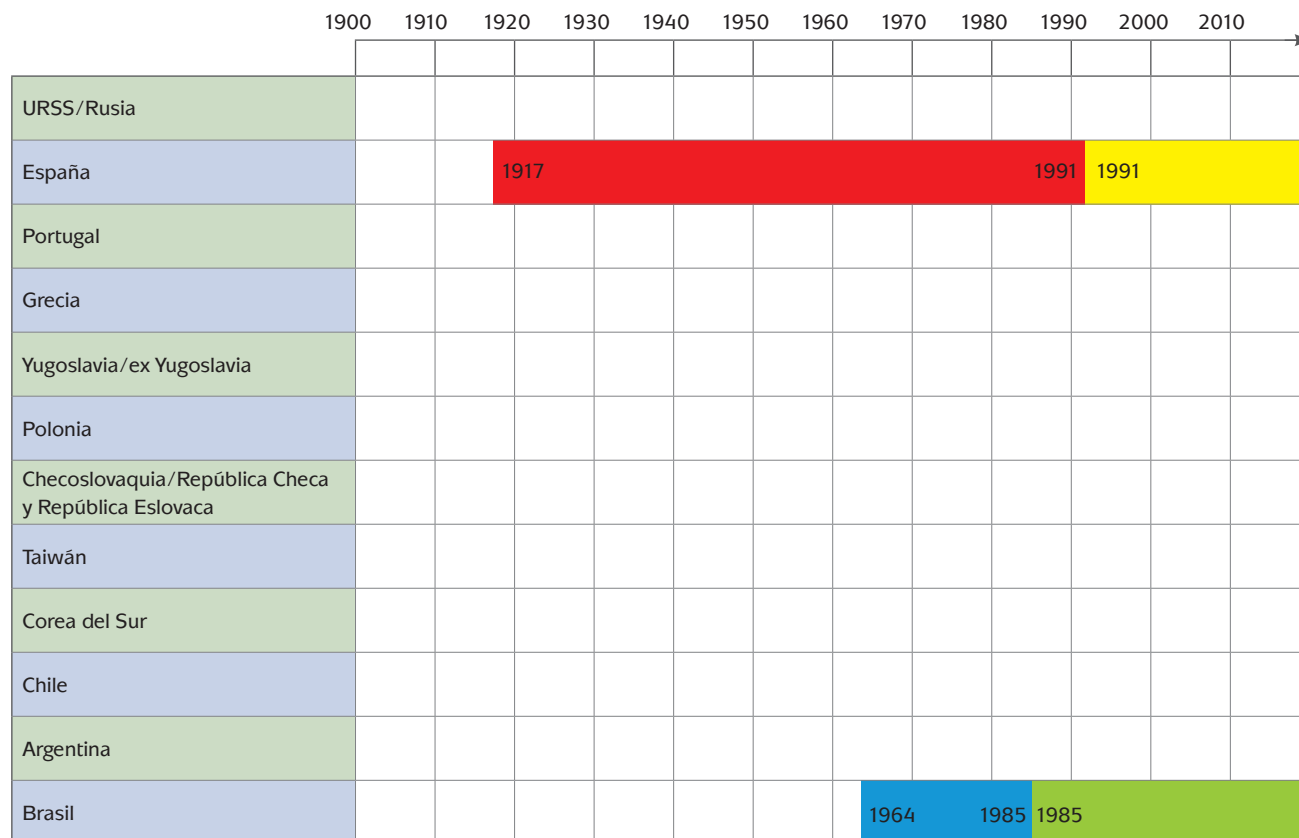 1900 1910 1920 1930 1940 1950 1960 1970 1980 1990 2000 2010
URSS/Rusia
España 1917 1991 1991
Portugal
Grecia
Yugoslavia/ex Yugoslavia
Polonia
Checoslovaquia/República Checa
y República Eslovaca
Taiwán
Corea del Sur
Chile
Argentina
Brasil 1964 1985 1985